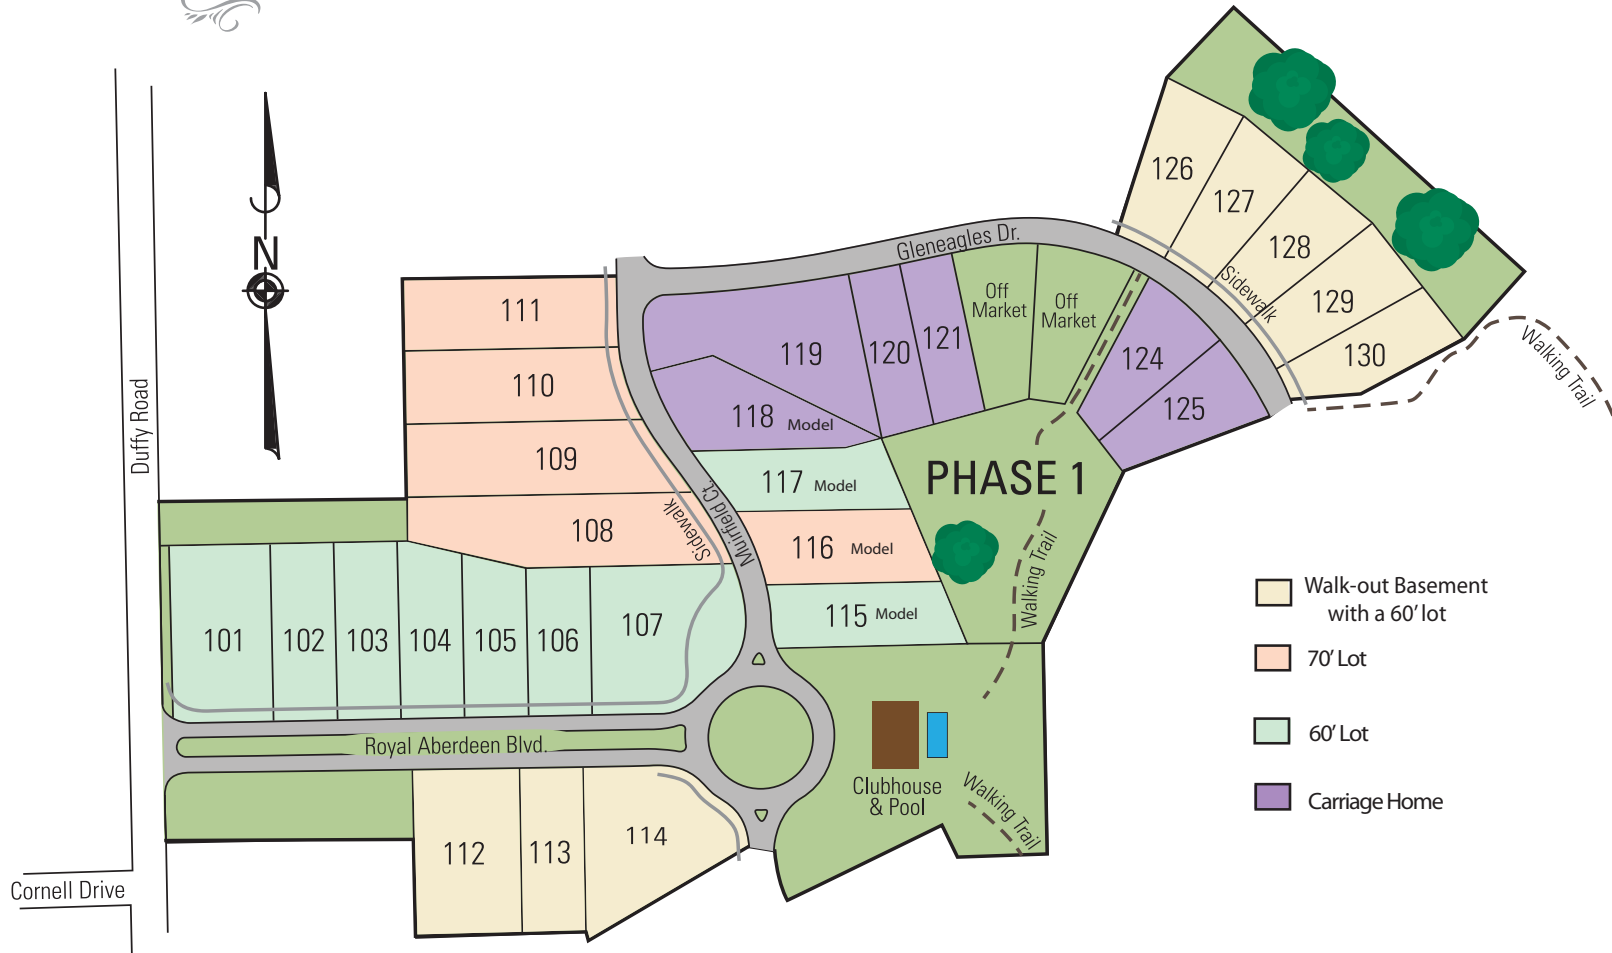 126
127
128
129
130
Sidewalk
Walking Trail
Gleneagles Dr.
Off
Market
Off
Market
N
Duffy Road
111
110
109
108
Sidewalk
Muirfield Ct.
119
120
121
118 Model
124
125
117 Model
PHASE 1
116 Model
115 Model
Walking Trail
101
102
103
104
105
106
107
Walk-out Basement
with a 60' lot
70' Lot
60' Lot
Carriage Home
Royal Aberdeen Blvd.
Clubhouse
& Pool
Walking Trail
112
113
114
Cornell Drive